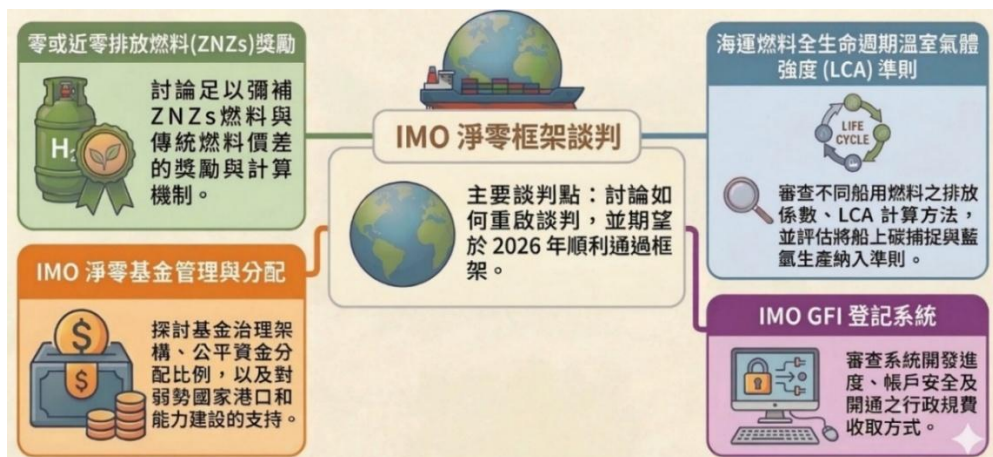 零或近零排放燃料(ZNZs)獎勵
討論足以彌補
ZNZs燃料與
傳統燃料價差
的獎勵與計算
機制。
H₂
IMO 淨零框架談判
主要談判點：討論如
何重啟談判，並期望
於 2026 年順利通過框
架。
海運燃料全生命週期溫室氣體
強度 (LCA) 準則
LIFE
CYCLE
審查不同船用燃料之排放
係數、LCA 計算方法，
並評估將船上碳捕捉與藍
氫生產納入準則。
IMO 淨零基金管理與分配
$
$
探討基金治理架
構、公平資金分
配比例，以及對
弱勢國家港口和
能力建設的支持。
IMO GFI 登記系統
審查系統開發進
度、帳戶安全及
開通之行政規費
收取方式。